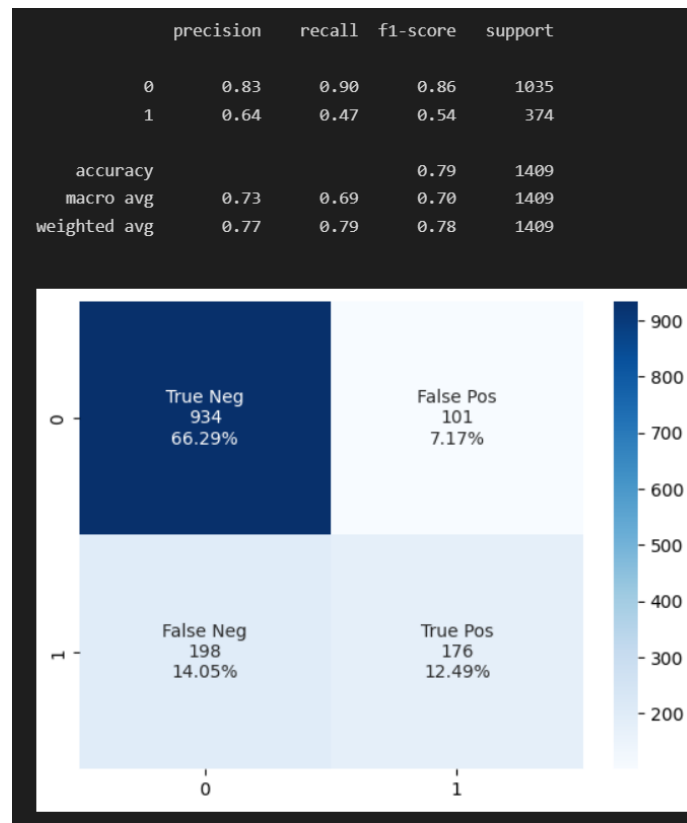 precision recall f1-score support
0 0.83 0.90 0.86 1035
1 0.64 0.47 0.54 374
accuracy 0.79 1409
macro avg 0.73 0.69 0.70 1409
weighted avg 0.77 0.79 0.78 1409
True Neg
934
66.29%
False Pos
101
7.17%
False Neg
198
14.05%
True Pos
176
12.49%
0
1
0
1
900
800
700
600
500
400
300
200